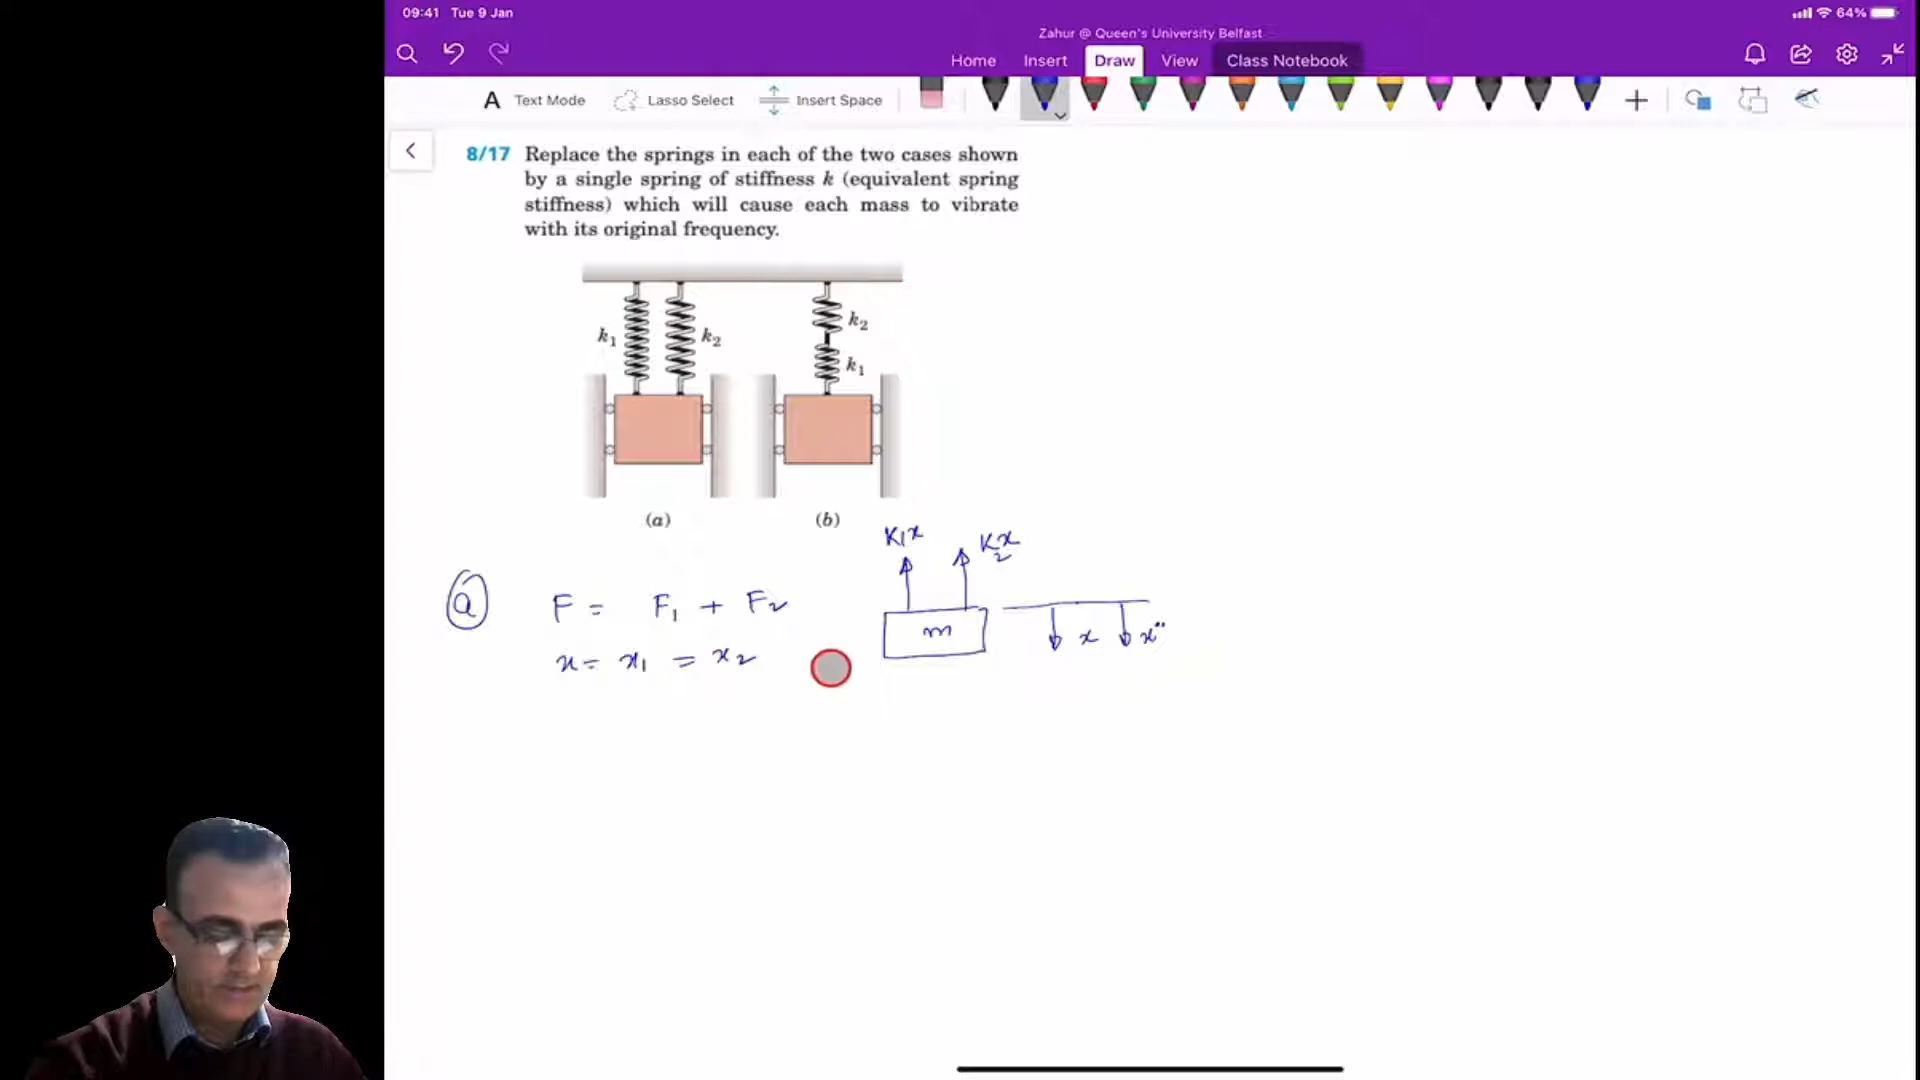 09:41 Tue 9 Jan
64%
Zahur @ Queen's University Belfast
Home Insert Draw View Class Notebook
A Text Mode Lasso Select Insert Space
8/17 Replace the springs in each of the two cases shown
by a single spring of stiffness k (equivalent spring
stiffness) which will cause each mass to vibrate
with its original frequency.
k₁ k₂ k₂
k₁
(a) (b)
K₁x K₂x
a F = F₁ + F₂
m x x¨
x = x₁ = x₂